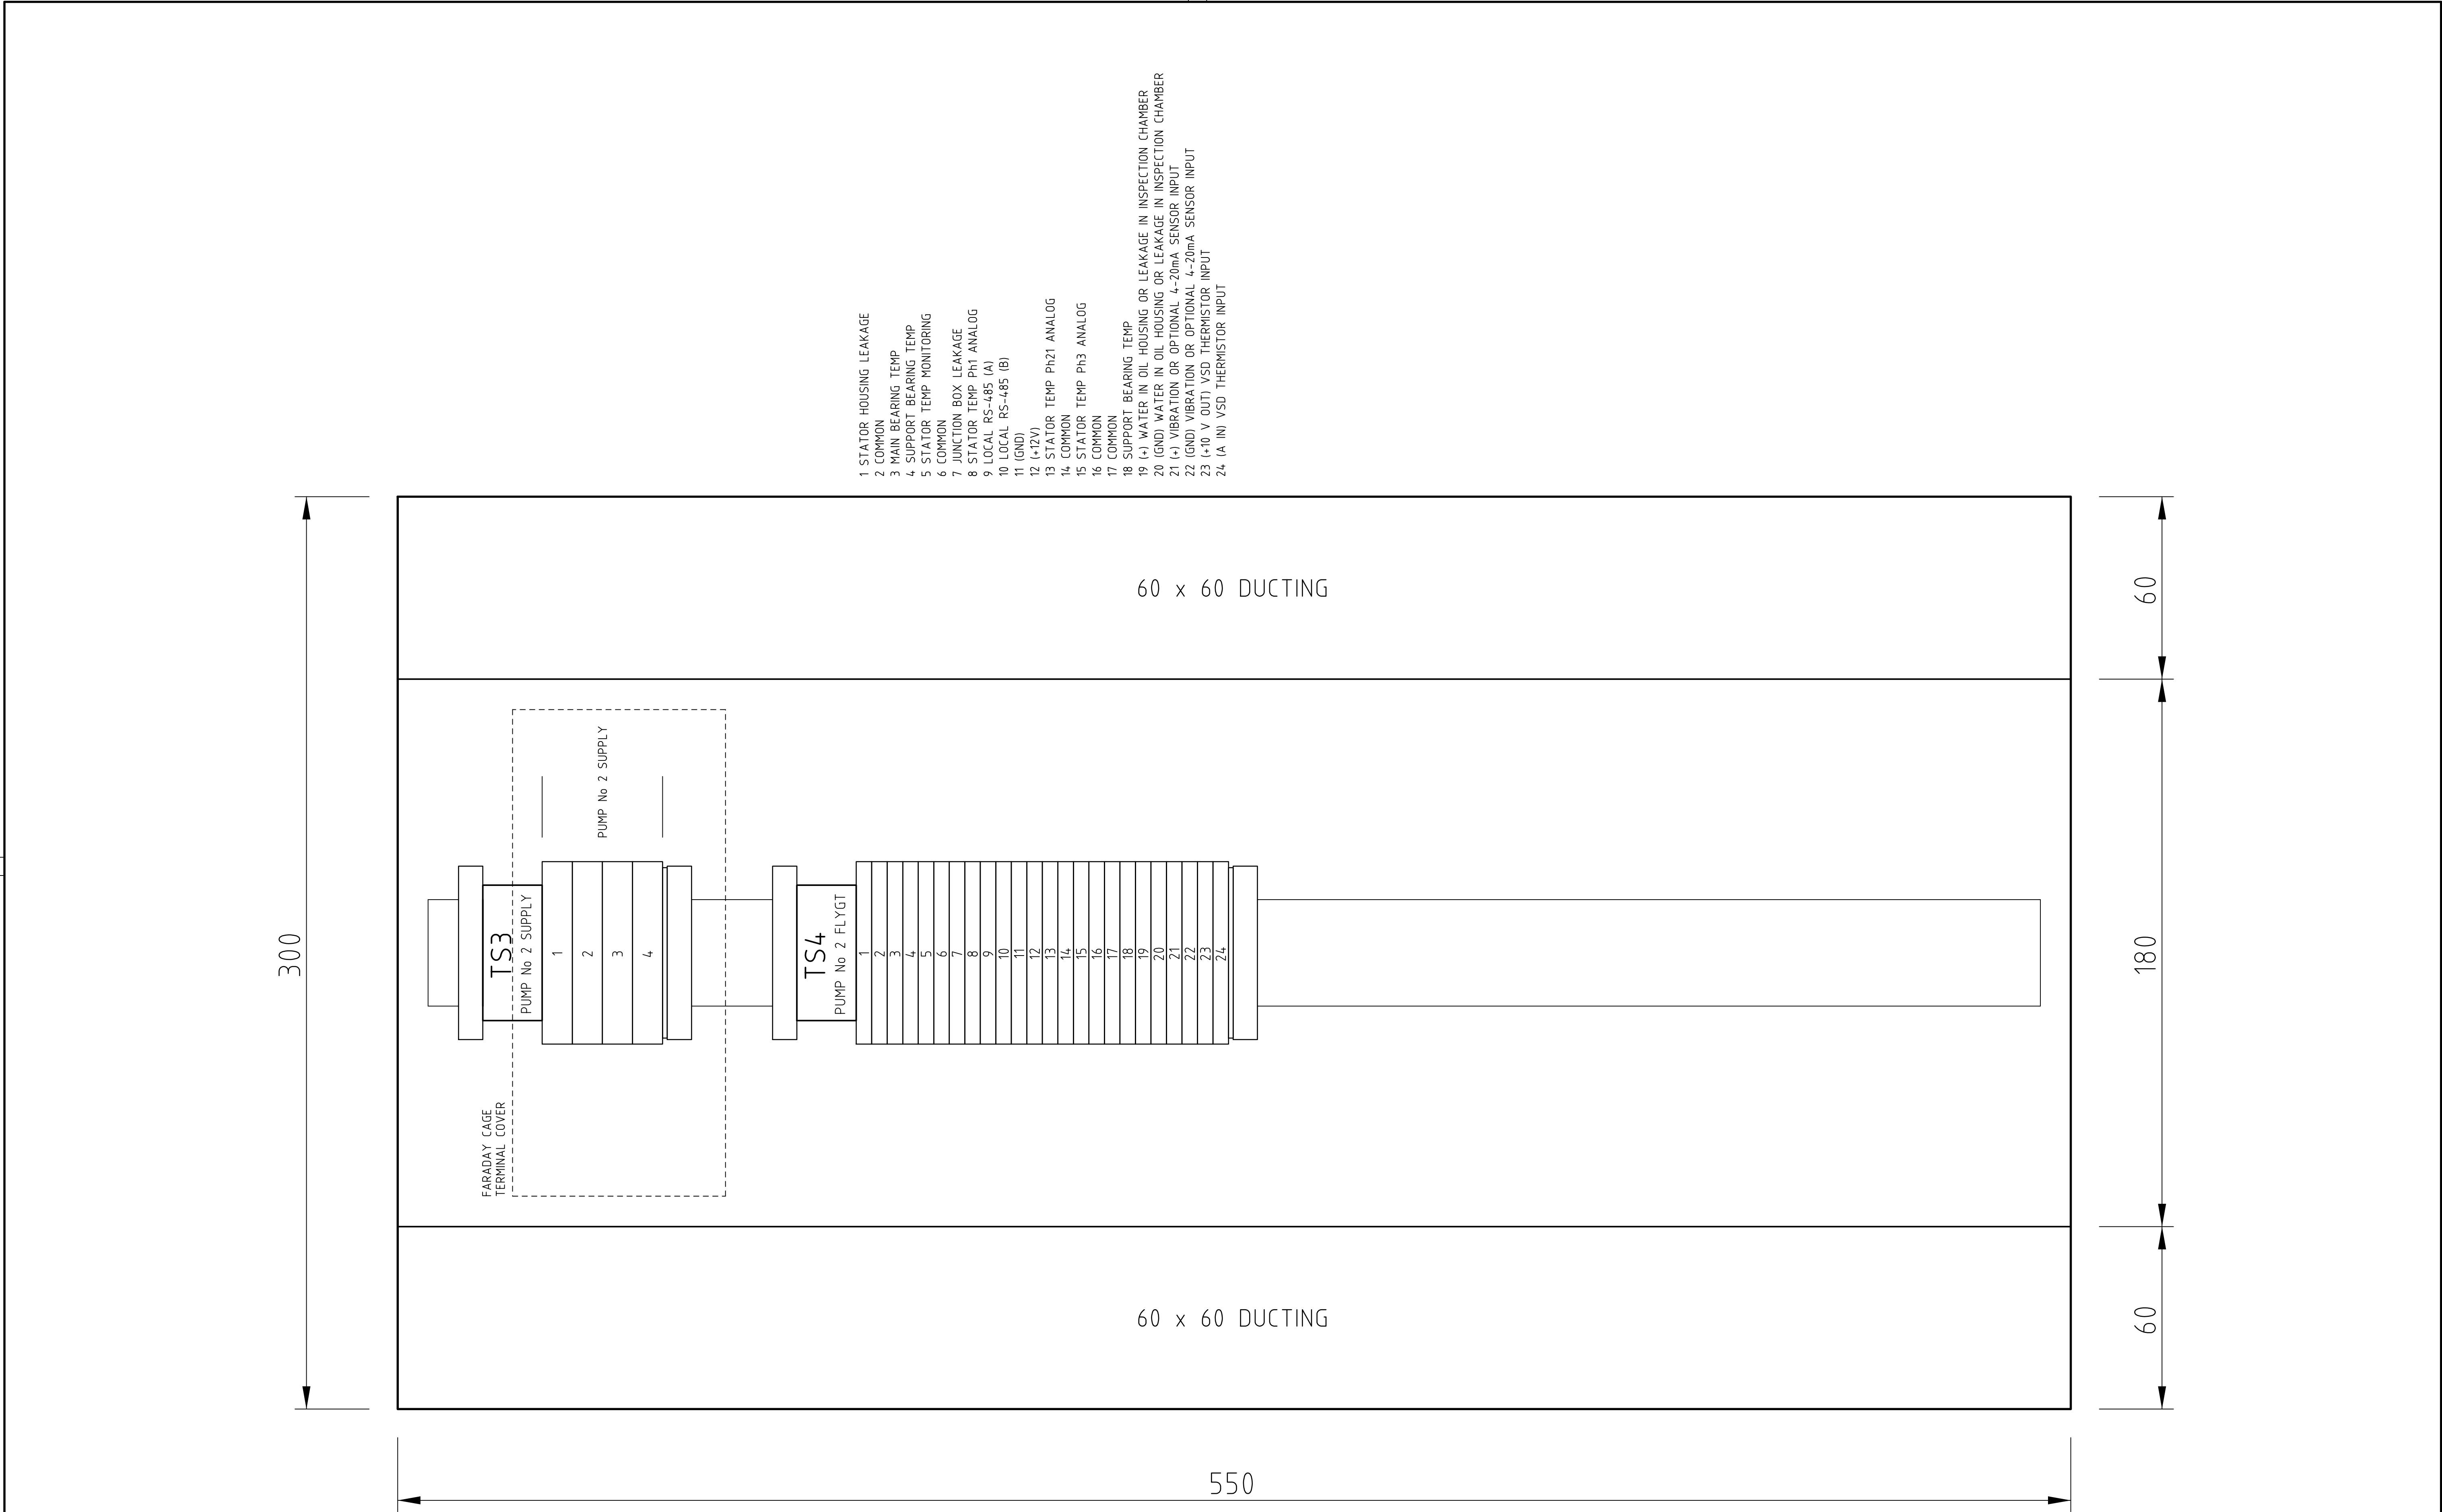 1 STATOR HOUSING LEAKAGE
2 COMMON
3 MAIN BEARING TEMP
4 SUPPORT BEARING TEMP
5 STATOR TEMP MONITORING
6 COMMON
7 JUNCTION BOX LEAKAGE
8 STATOR TEMP Ph1 ANALOG
9 LOCAL RS-485 (A)
10 LOCAL RS-485 (B)
11 (GND)
12 (+12V)
13 STATOR TEMP Ph21 ANALOG
14 COMMON
15 STATOR TEMP Ph3 ANALOG
16 COMMON
17 COMMON
18 SUPPORT BEARING TEMP
19 (+) WATER IN OIL HOUSING OR LEAKAGE IN INSPECTION CHAMBER
20 (GND) WATER IN OIL HOUSING OR LEAKAGE IN INSPECTION CHAMBER
21 (+) VIBRATION OR OPTIONAL 4-20mA SENSOR INPUT
22 (GND) VIBRATION OR OPTIONAL 4-20mA SENSOR INPUT
23 (+10 V OUT) VSD THERMISTOR INPUT
24 (A IN) VSD THERMISTOR INPUT
60 x 60 DUCTING
60
300
180
PUMP No 2 SUPPLY
TS3
PUMP No 2 SUPPLY
1
2
3
4
TS4
PUMP No 2 FLYGT
1
2
3
4
5
6
7
8
9
10
11
12
13
14
15
16
17
18
19
20
21
22
23
24
FARADAY CAGE
TERMINAL COVER
60 x 60 DUCTING
60
550